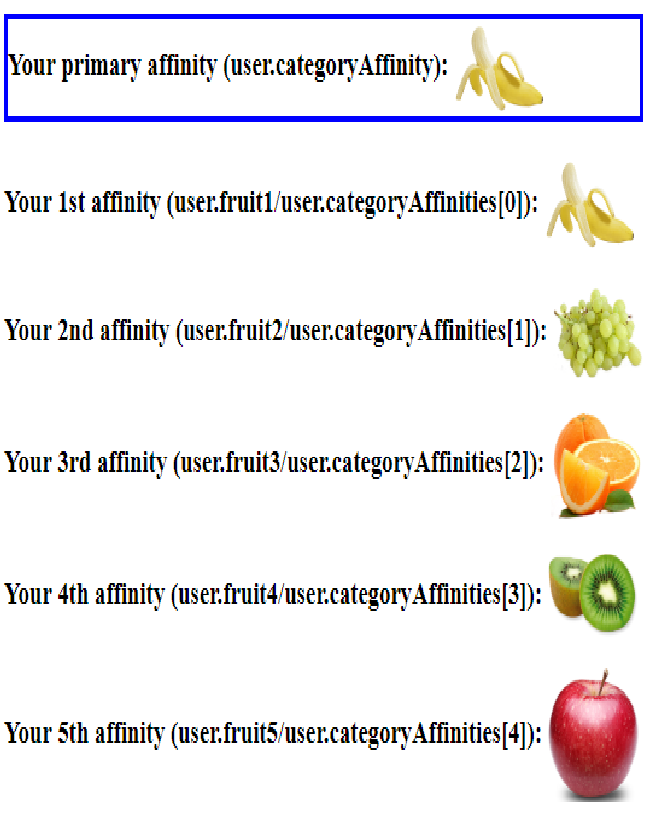 Your primary affinity (user.categoryAffinity):
Your 1st affinity (user.fruit1/user.categoryAffinities[0]):
Your 2nd affinity (user.fruit2/user.categoryAffinities[1]):
Your 3rd affinity (user.fruit3/user.categoryAffinities[2]):
Your 4th affinity (user.fruit4/user.categoryAffinities[3]):
Your 5th affinity (user.fruit5/user.categoryAffinities[4]):